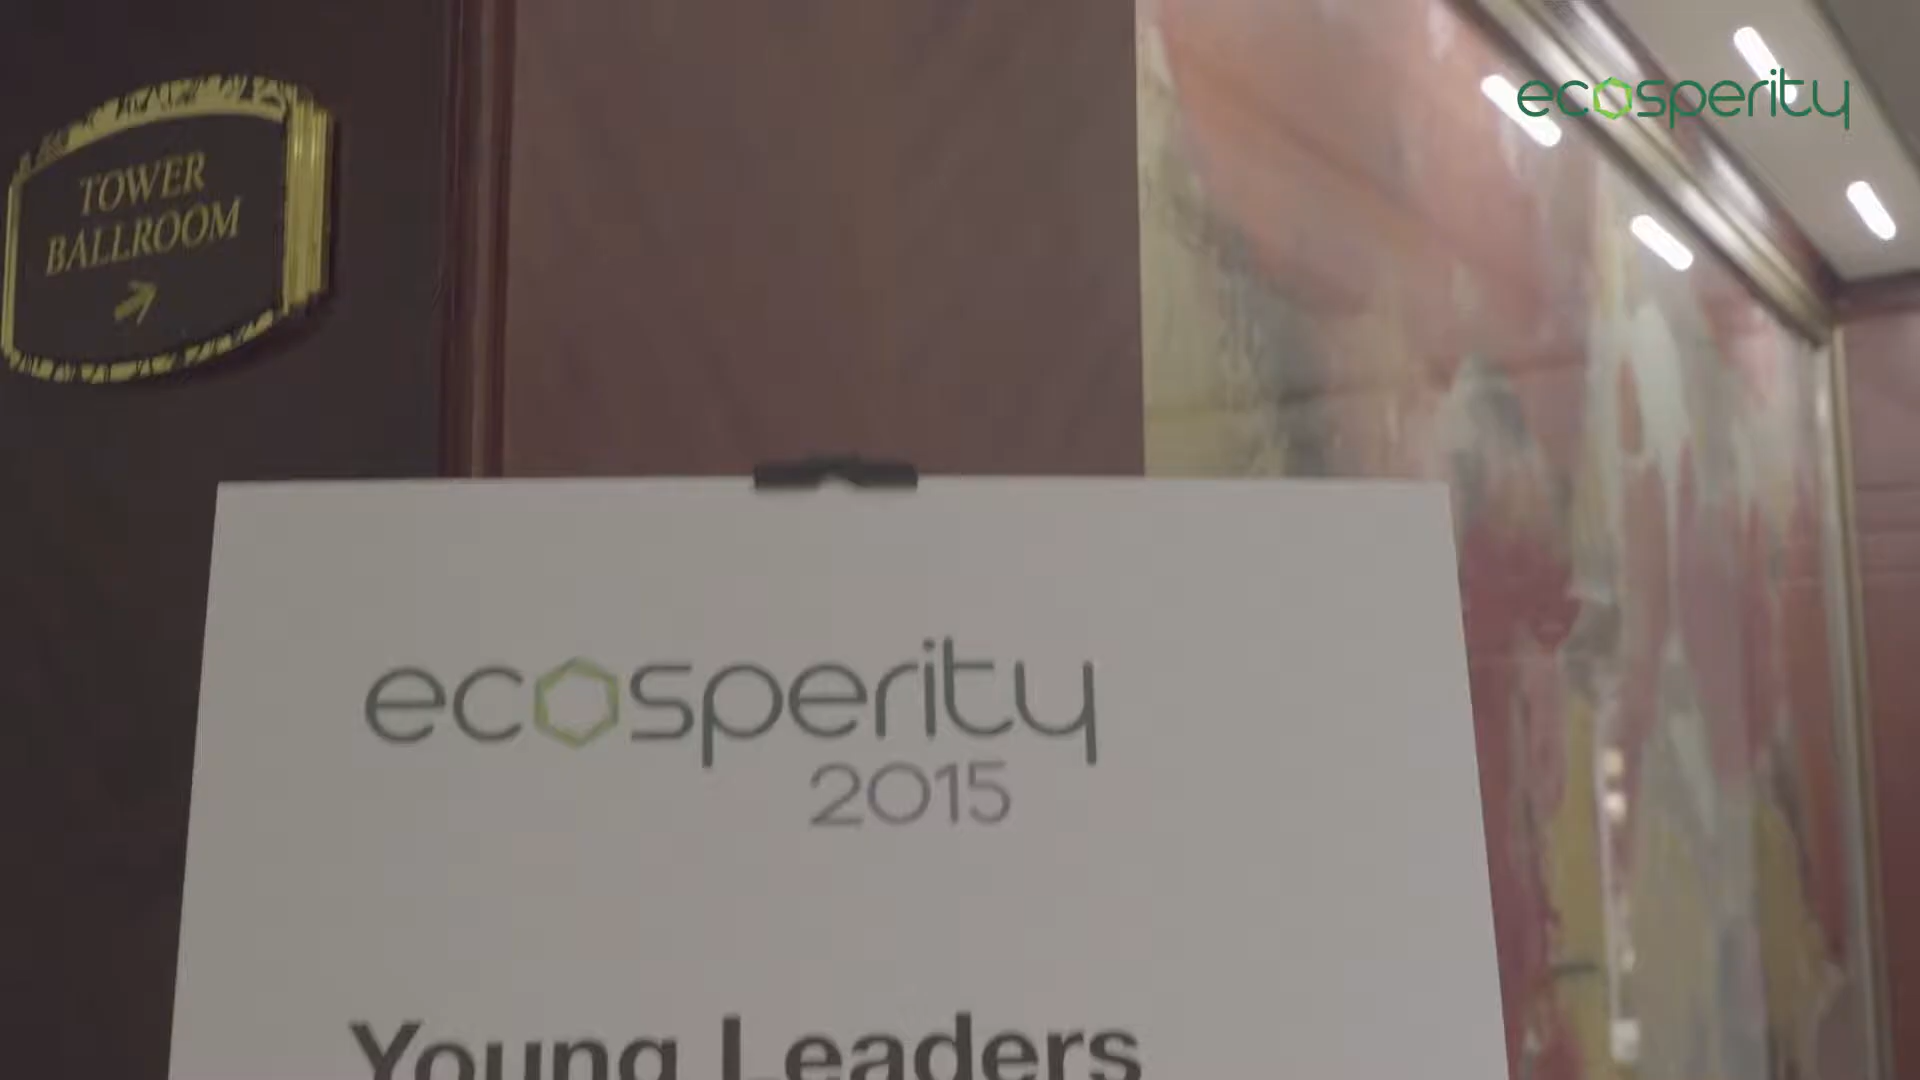 ecosperity
TOWER
BALLROOM
ecosperity
2015
Young Leaders